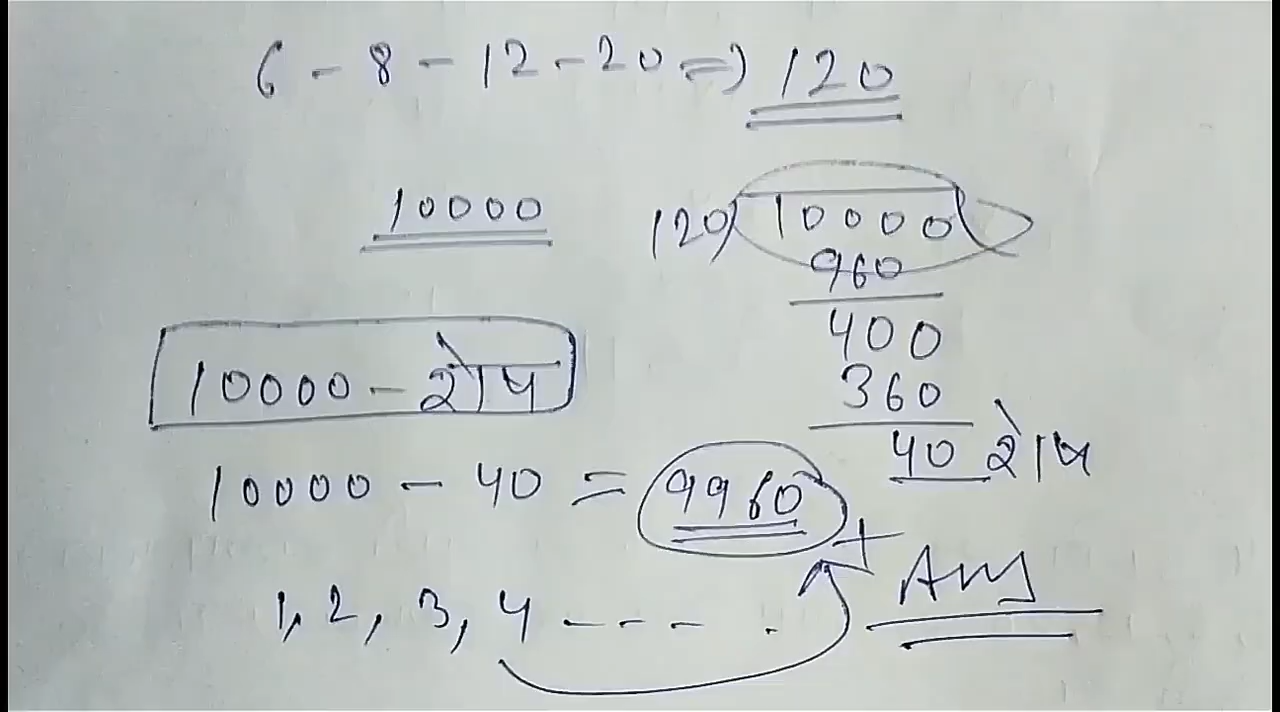 6 - 8 - 12 - 20 => 120
10000
120) 10000 (
960
400
360
40 शेष
10000 - शेष
10000 - 40 = 9960
+
1, 2, 3, 4 - - - - .
Ans